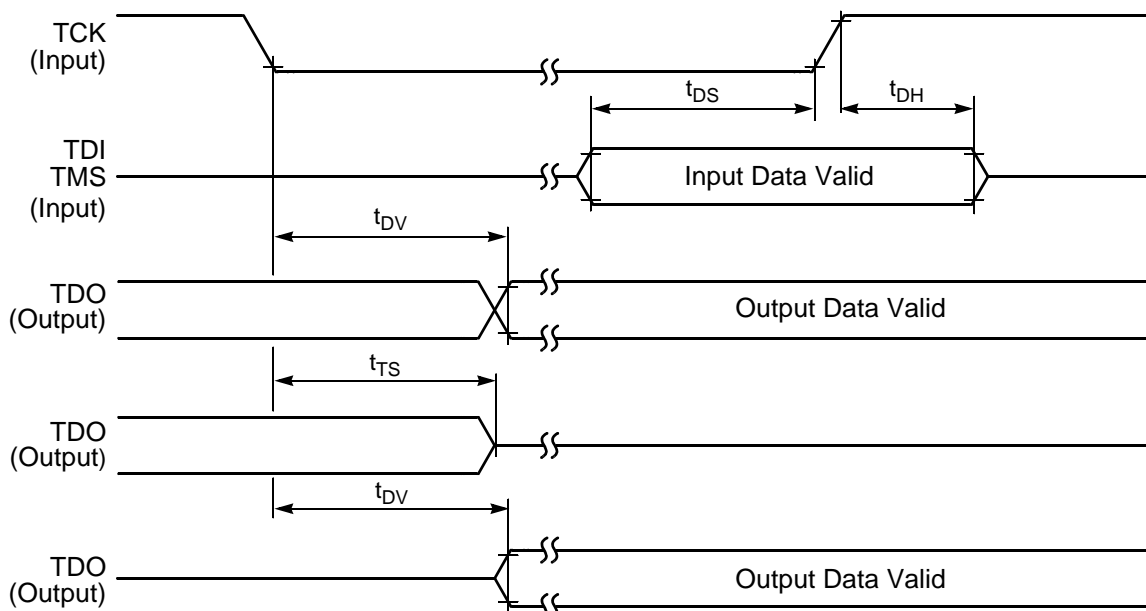 TCK
(Input)
tDS
tDH
TDI
TMS
(Input)
Input Data Valid
tDV
TDO
(Output)
Output Data Valid
tTS
TDO
(Output)
tDV
TDO
(Output)
Output Data Valid